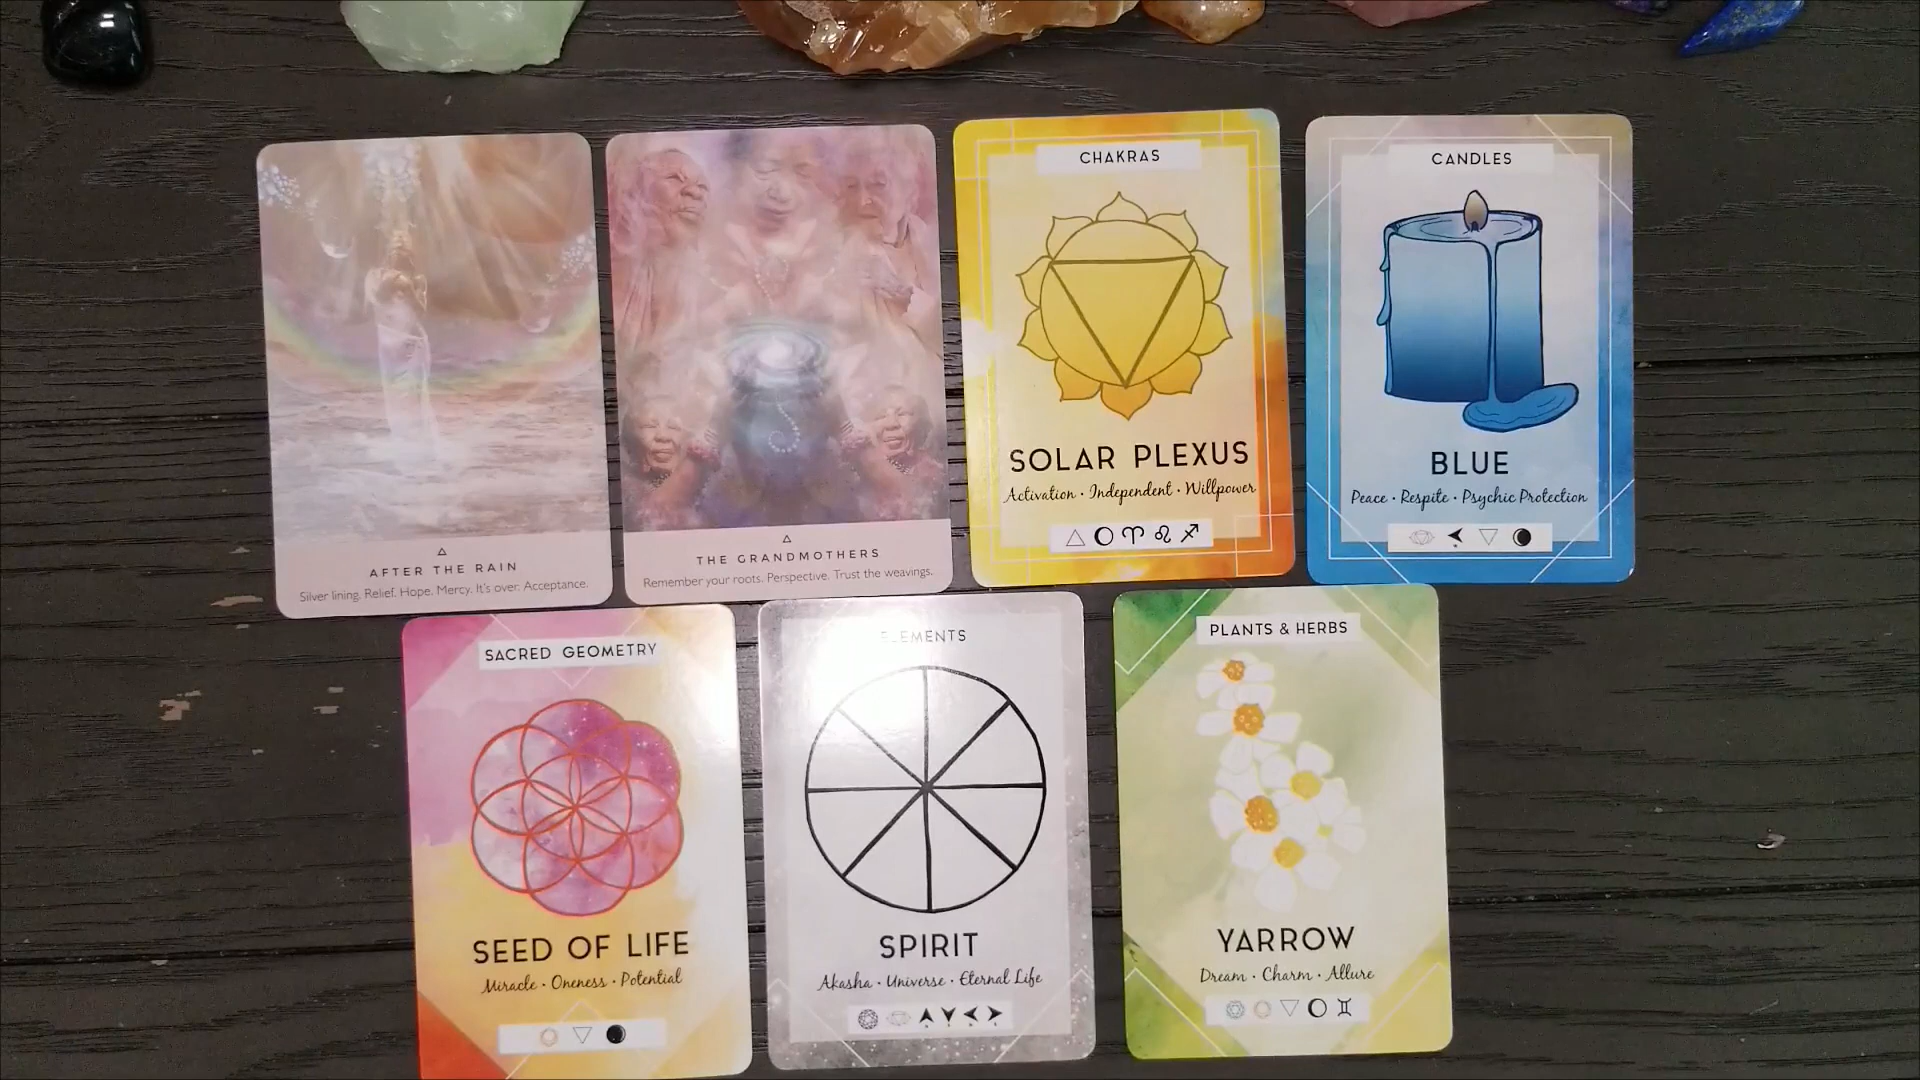 AFTER THE RAIN
Silver lining. Relief. Hope. Mercy. It's over. Acceptance.
THE GRANDMOTHERS
Remember your roots. Perspective. Trust the weavings.
CHAKRAS
SOLAR PLEXUS
Activation · Independent · Willpower
CANDLES
BLUE
Peace · Respite · Psychic Protection
SACRED GEOMETRY
SEED OF LIFE
Miracle · Oneness · Potential
ELEMENTS
SPIRIT
Akasha · Universe · Eternal Life
PLANTS & HERBS
YARROW
Dream · Charm · Allure